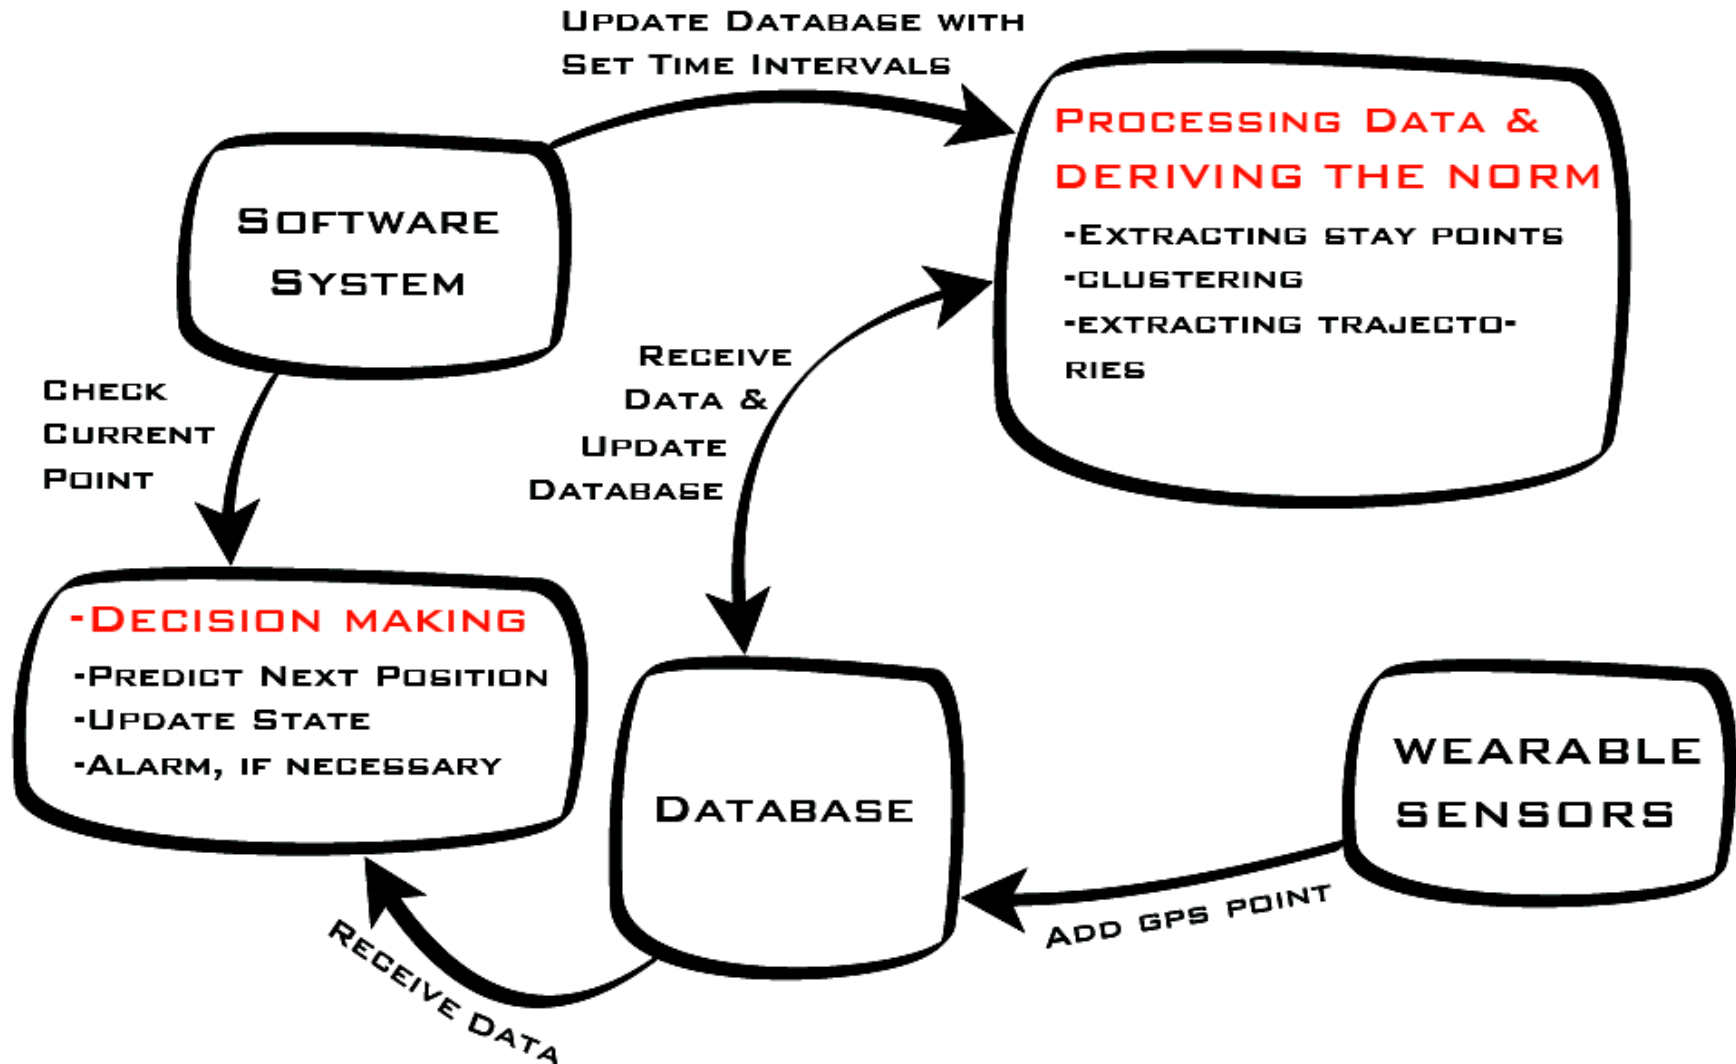 Update Database with
Set Time Intervals
Software
System
Processing Data &
deriving the norm
-Extracting stay points
-clustering
-extracting trajecto-
ries
Check
Current
Point
Receive
Data &
Update
Database
-Decision making
-Predict Next Position
-Update State
-Alarm, if necessary
Database
WEARABLE
SENSORS
Add GPS point
Receive Data